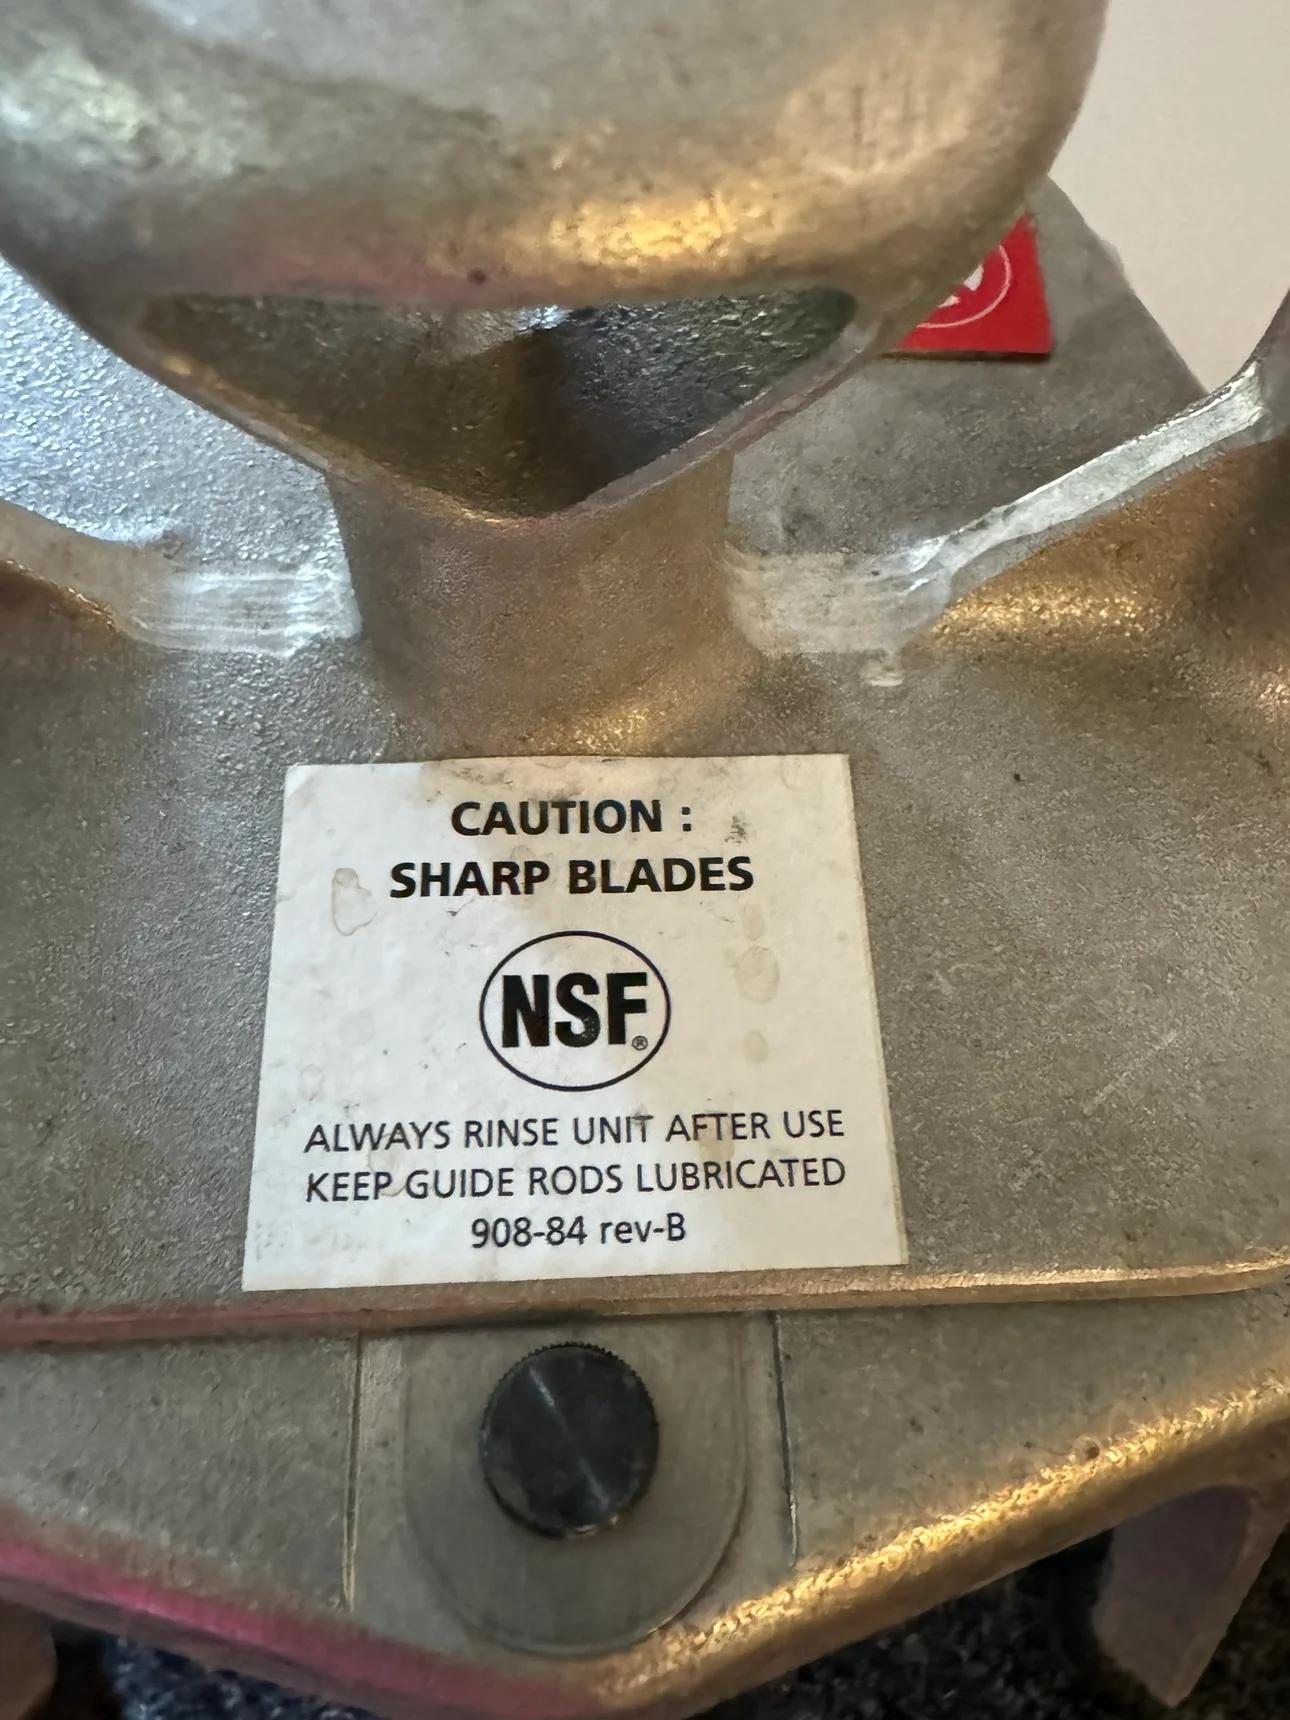 CAUTION :
SHARP BLADES
NSF®
ALWAYS RINSE UNIT AFTER USE
KEEP GUIDE RODS LUBRICATED
908-84 rev-B